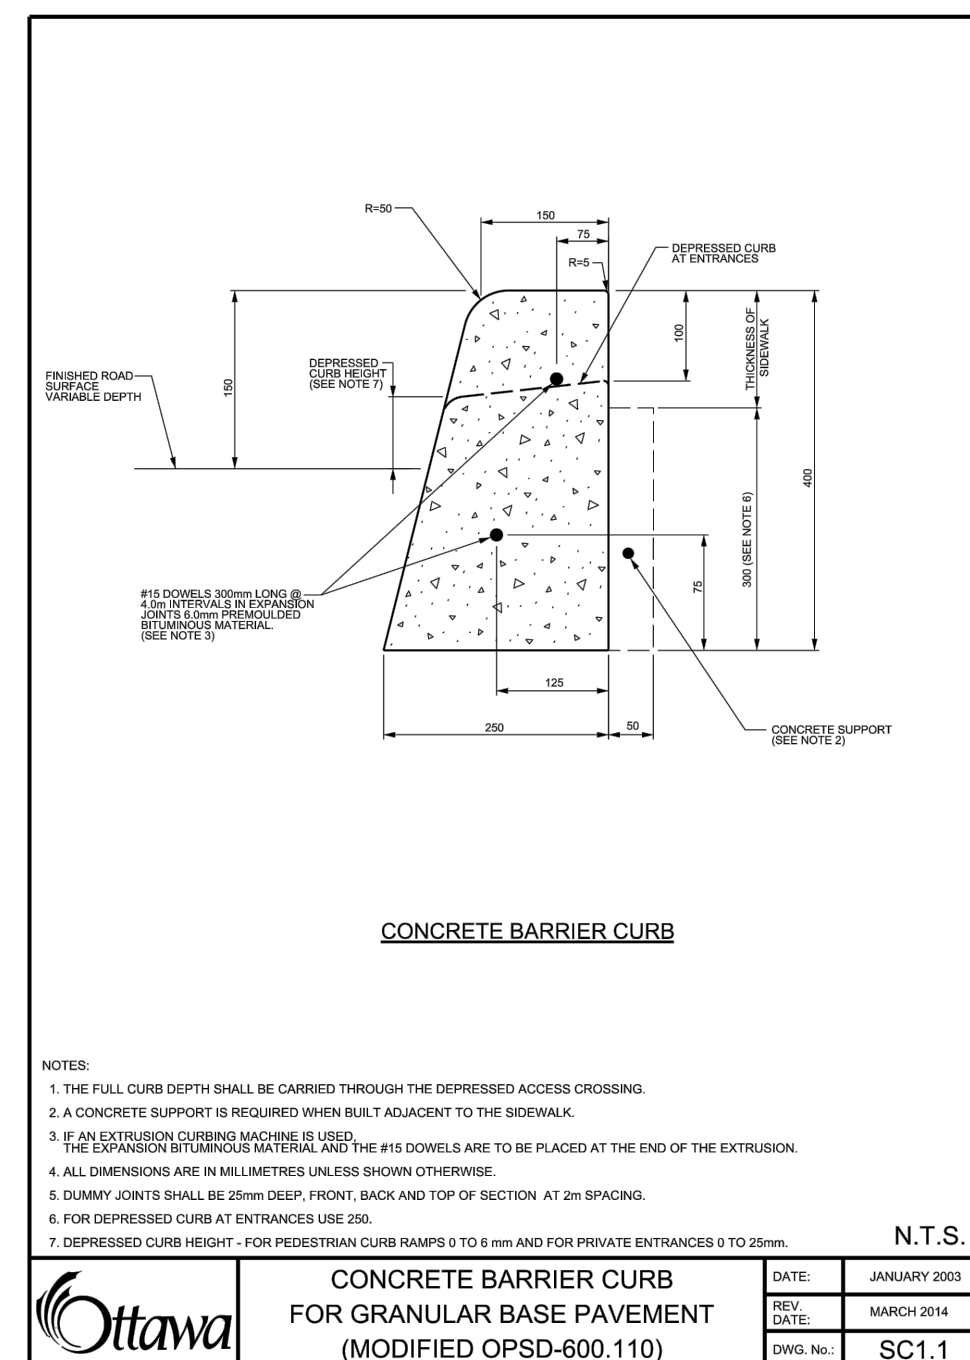 R=50
150
75
R=5
DEPRESSED CURB
AT ENTRANCES
100
THICKNESS OF
SIDEWALK
FINISHED ROAD
SURFACE
VARIABLE DEPTH
150
DEPRESSED
CURB HEIGHT
(SEE NOTE 7)
400
300 (SEE NOTE 6)
75
#15 DOWELS 300mm LONG @
4.0m INTERVALS IN EXPANSION
JOINTS 6.0mm PREMOULDED
BITUMINOUS MATERIAL.
(SEE NOTE 3)
125
250
50
CONCRETE SUPPORT
(SEE NOTE 2)
CONCRETE BARRIER CURB
NOTES:
1. THE FULL CURB DEPTH SHALL BE CARRIED THROUGH THE DEPRESSED ACCESS CROSSING.
2. A CONCRETE SUPPORT IS REQUIRED WHEN BUILT ADJACENT TO THE SIDEWALK.
3. IF AN EXTRUSION CURBING MACHINE IS USED,
THE EXPANSION BITUMINOUS MATERIAL AND THE #15 DOWELS ARE TO BE PLACED AT THE END OF THE EXTRUSION.
4. ALL DIMENSIONS ARE IN MILLIMETRES UNLESS SHOWN OTHERWISE.
5. DUMMY JOINTS SHALL BE 25mm DEEP, FRONT, BACK AND TOP OF SECTION AT 2m SPACING.
6. FOR DEPRESSED CURB AT ENTRANCES USE 250.
7. DEPRESSED CURB HEIGHT - FOR PEDESTRIAN CURB RAMPS 0 TO 6 mm AND FOR PRIVATE ENTRANCES 0 TO 25mm.
N.T.S.
Ottawa
CONCRETE BARRIER CURB
FOR GRANULAR BASE PAVEMENT
(MODIFIED OPSD-600.110)
DATE: JANUARY 2003
REV.
DATE: MARCH 2014
DWG. No.: SC1.1